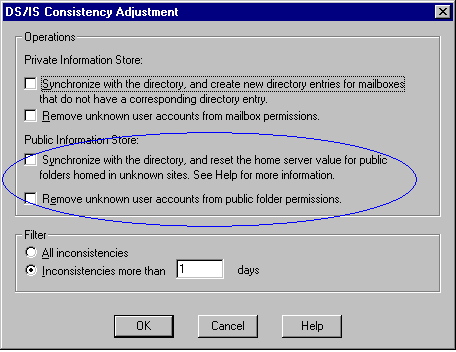 DS/IS Consistency Adjustment
Operations
Private Information Store:
Synchronize with the directory, and create new directory entries for mailboxes
that do not have a corresponding directory entry.
Remove unknown user accounts from mailbox permissions.
Public Information Store:
Synchronize with the directory, and reset the home server value for public
folders homed in unknown sites. See Help for more information.
Remove unknown user accounts from public folder permissions.
Filter
All inconsistencies
Inconsistencies more than 1 days
OK Cancel Help